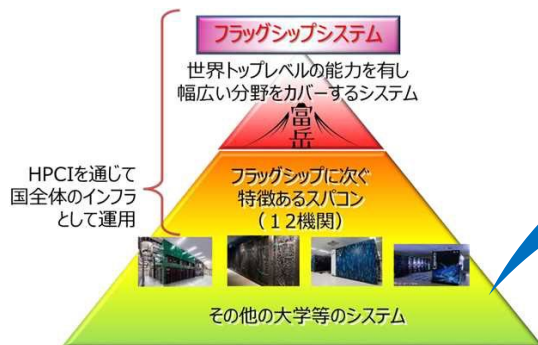 フラッグシップシステム
世界トップレベルの能力を有し
幅広い分野をカバーするシステム
富岳
HPCIを通じて
国全体のインフラ
として運用
フラッグシップに次ぐ
特徴あるスパコン
（１２機関）
その他の大学等のシステム